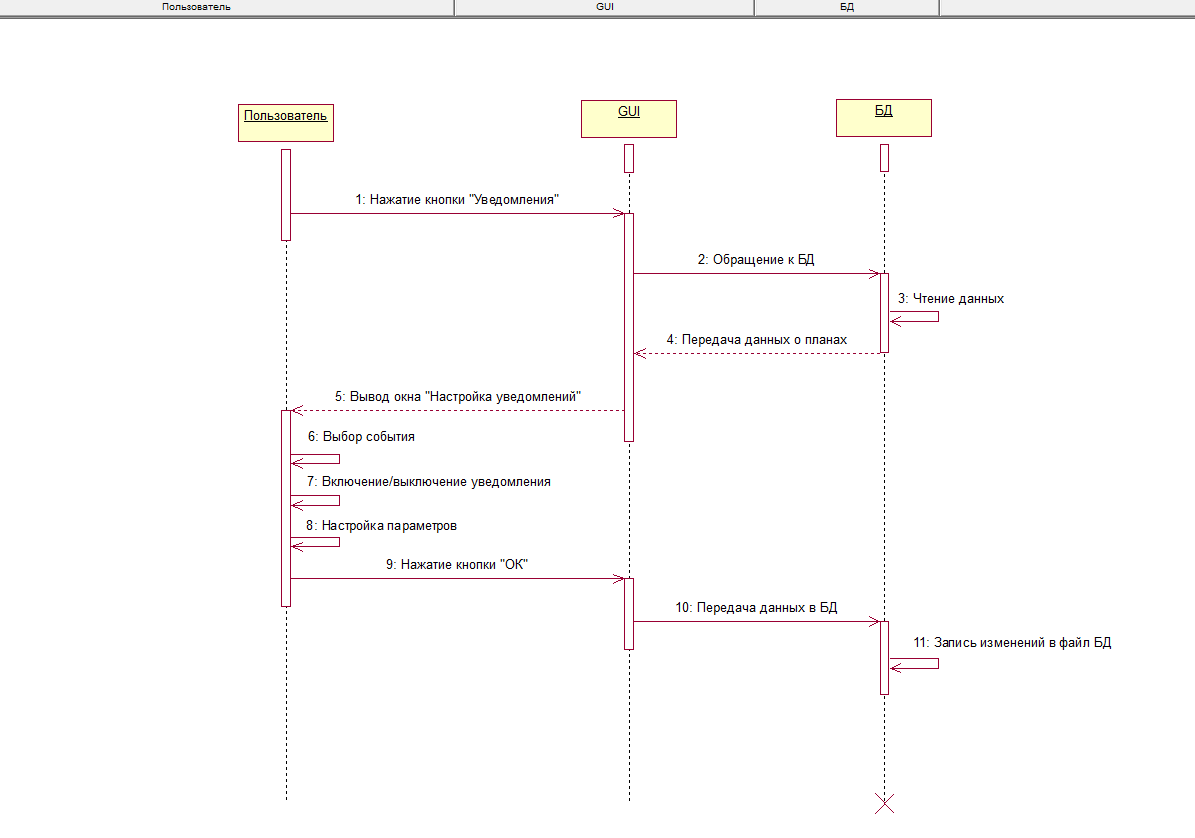 Пользователь
GUI
БД
Пользователь
GUI
БД
1: Нажатие кнопки "Уведомления"
2: Обращение к БД
3: Чтение данных
4: Передача данных о планах
5: Вывод окна "Настройка уведомлений"
6: Выбор события
7: Включение/выключение уведомления
8: Настройка параметров
9: Нажатие кнопки "ОК"
10: Передача данных в БД
11: Запись изменений в файл БД